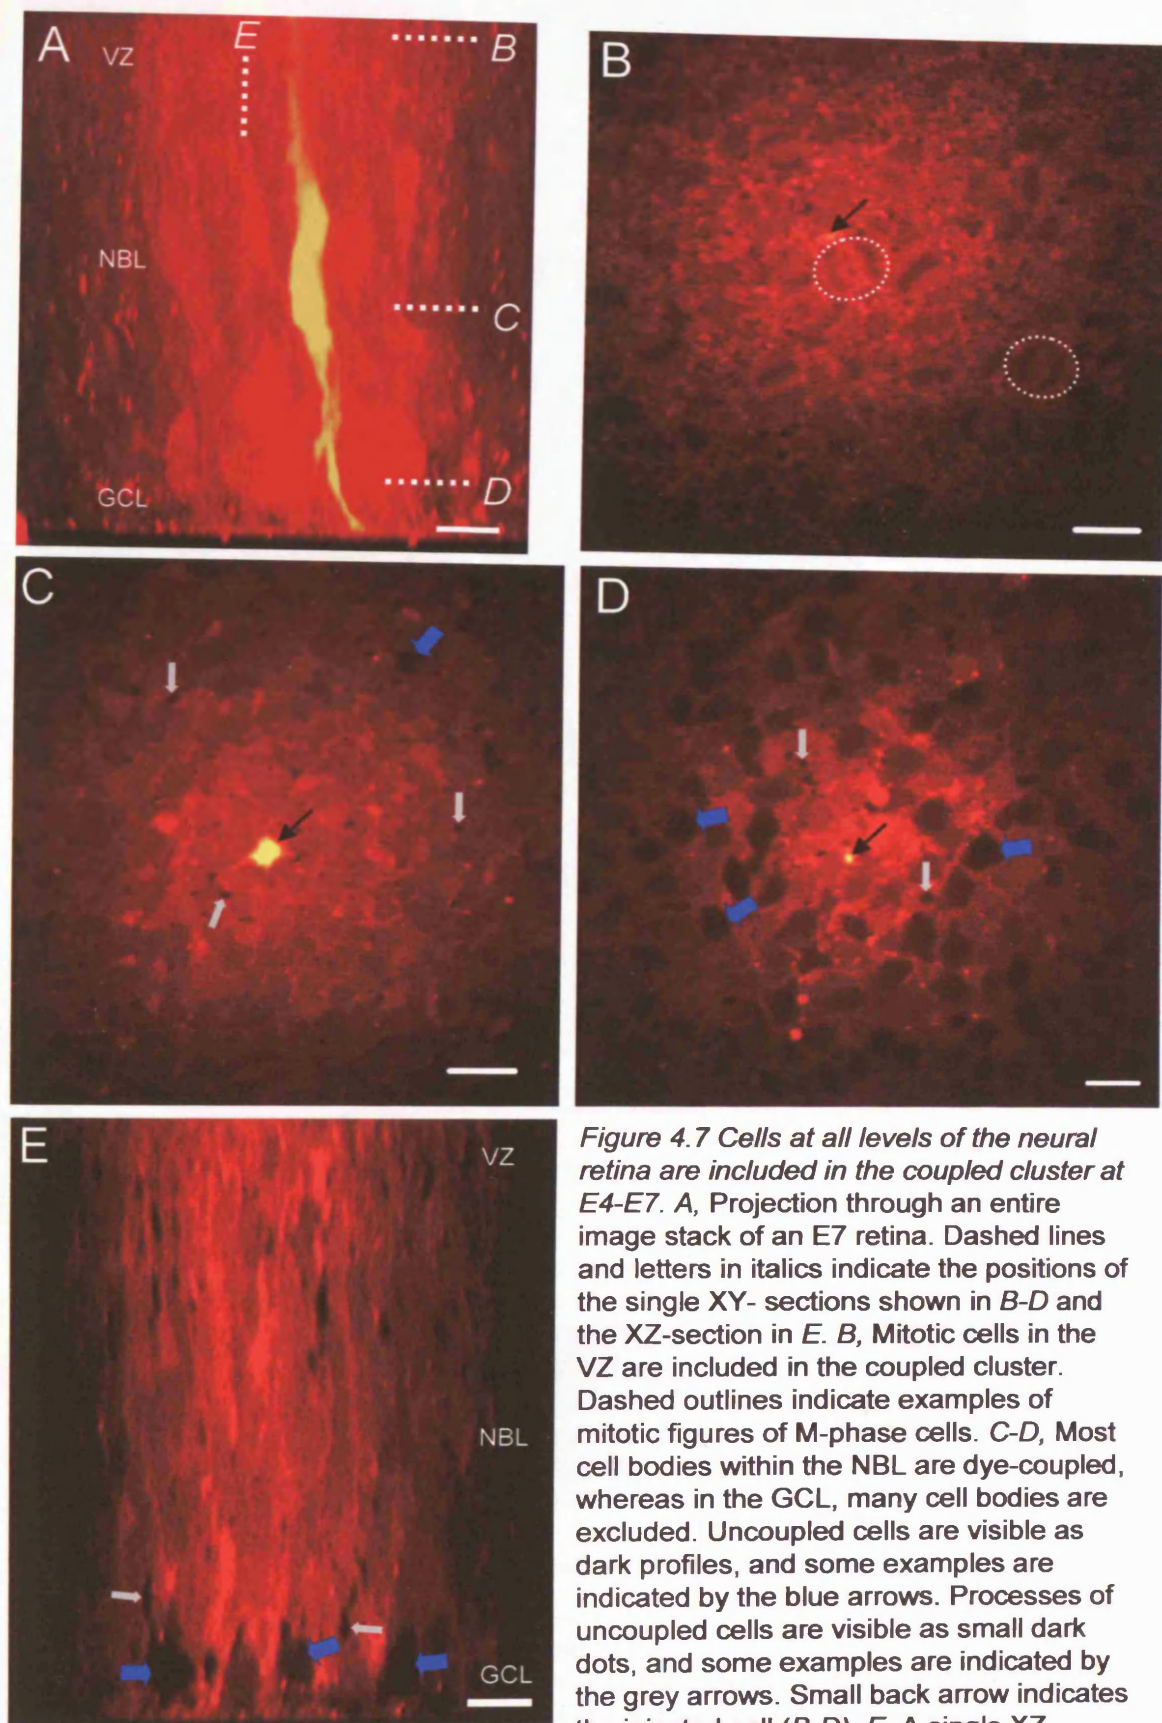 A
VZ
E
B
NBL
C
GCL
D
B
C
D
E
VZ
NBL
GCL
Figure 4.7 Cells at all levels of the neural
retina are included in the coupled cluster at
E4-E7. A, Projection through an entire
image stack of an E7 retina. Dashed lines
and letters in italics indicate the positions of
the single XY- sections shown in B-D and
the XZ-section in E. B, Mitotic cells in the
VZ are included in the coupled cluster.
Dashed outlines indicate examples of
mitotic figures of M-phase cells. C-D, Most
cell bodies within the NBL are dye-coupled,
whereas in the GCL, many cell bodies are
excluded. Uncoupled cells are visible as
dark profiles, and some examples are
indicated by the blue arrows. Processes of
uncoupled cells are visible as small dark
dots, and some examples are indicated by
the grey arrows. Small back arrow indicates
the injected cell (B-D). E, A single XZ